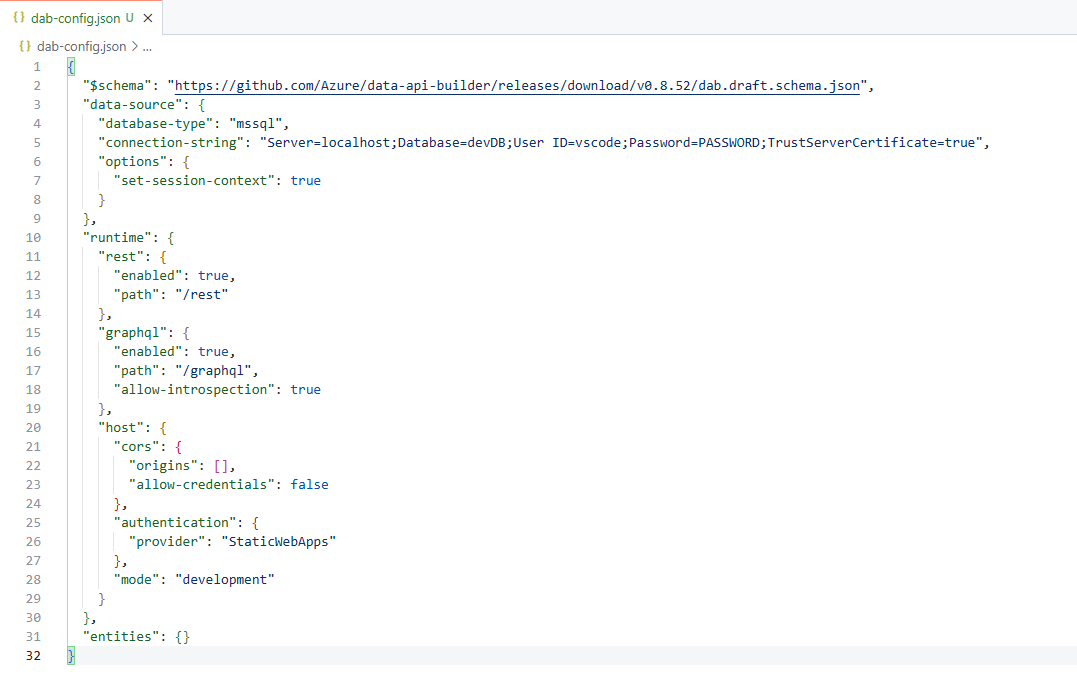 {} dab-config.json U ×
{} dab-config.json > ...
1 {
2 "$schema": "https://github.com/Azure/data-api-builder/releases/download/v0.8.52/dab.draft.schema.json",
3 "data-source": {
4 "database-type": "mssql",
5 "connection-string": "Server=localhost;Database=devDB;User ID=vscode;Password=PASSWORD;TrustServerCertificate=true",
6 "options": {
7 "set-session-context": true
8 }
9 },
10 "runtime": {
11 "rest": {
12 "enabled": true,
13 "path": "/rest"
14 },
15 "graphql": {
16 "enabled": true,
17 "path": "/graphql",
18 "allow-introspection": true
19 },
20 "host": {
21 "cors": {
22 "origins": [],
23 "allow-credentials": false
24 },
25 "authentication": {
26 "provider": "StaticWebApps"
27 },
28 "mode": "development"
29 }
30 },
31 "entities": {}
32 }